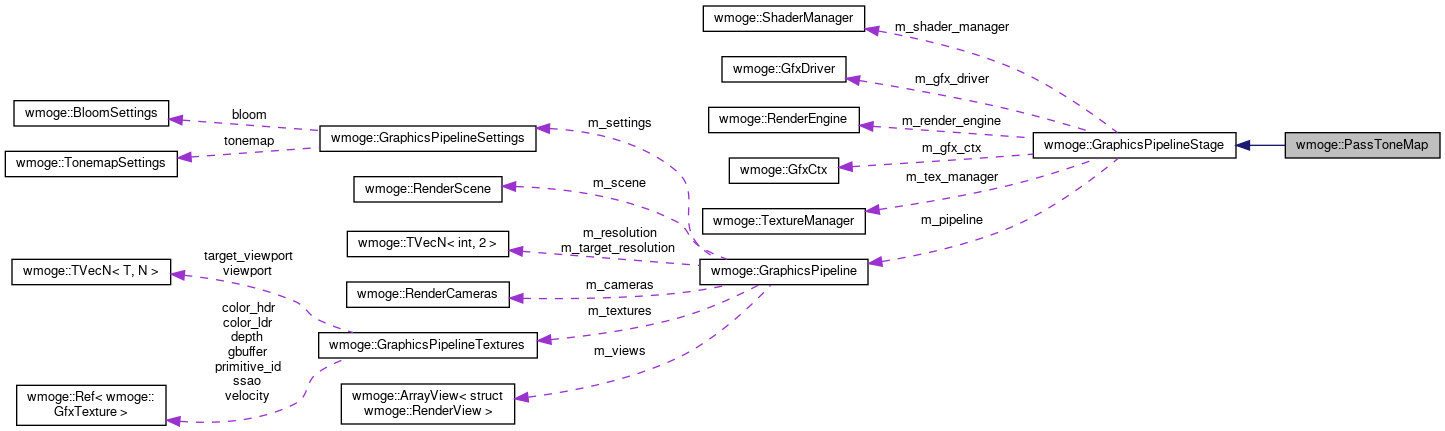 wmoge::ShaderManager
m_shader_manager
wmoge::GfxDriver
m_gfx_driver
wmoge::BloomSettings
bloom
wmoge::RenderEngine
m_render_engine
m_settings
wmoge::GraphicsPipelineSettings
wmoge::GraphicsPipelineStage
wmoge::PassToneMap
tonemap
wmoge::TonemapSettings
m_gfx_ctx
wmoge::GfxCtx
m_tex_manager
m_scene
wmoge::RenderScene
wmoge::TextureManager
m_pipeline
m_resolution
m_target_resolution
wmoge::TVecN< int, 2 >
target_viewport
viewport
wmoge::TVecN< T, N >
wmoge::GraphicsPipeline
m_cameras
wmoge::RenderCameras
m_textures
color_hdr
color_ldr
depth
gbuffer
primitive_id
ssao
velocity
wmoge::GraphicsPipelineTextures
m_views
wmoge::Ref< wmoge::
GfxTexture >
wmoge::ArrayView< struct
wmoge::RenderView >